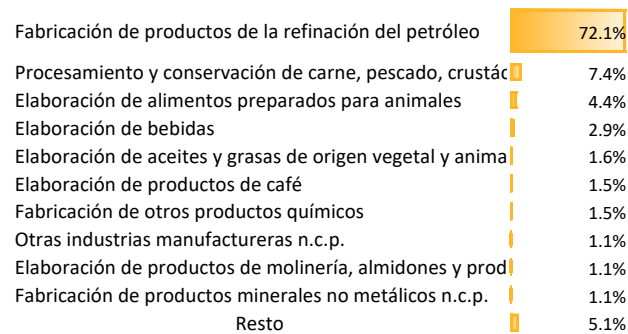 Fabricación de productos de la refinación del petróleo 72.1%
Procesamiento y conservación de carne, pescado, crustác 7.4%
Elaboración de alimentos preparados para animales 4.4%
Elaboración de bebidas 2.9%
Elaboración de aceites y grasas de origen vegetal y anima 1.6%
Elaboración de productos de café 1.5%
Fabricación de otros productos químicos 1.5%
Otras industrias manufactureras n.c.p. 1.1%
Elaboración de productos de molinería, almidones y prod 1.1%
Fabricación de productos minerales no metálicos n.c.p. 1.1%
Resto 5.1%